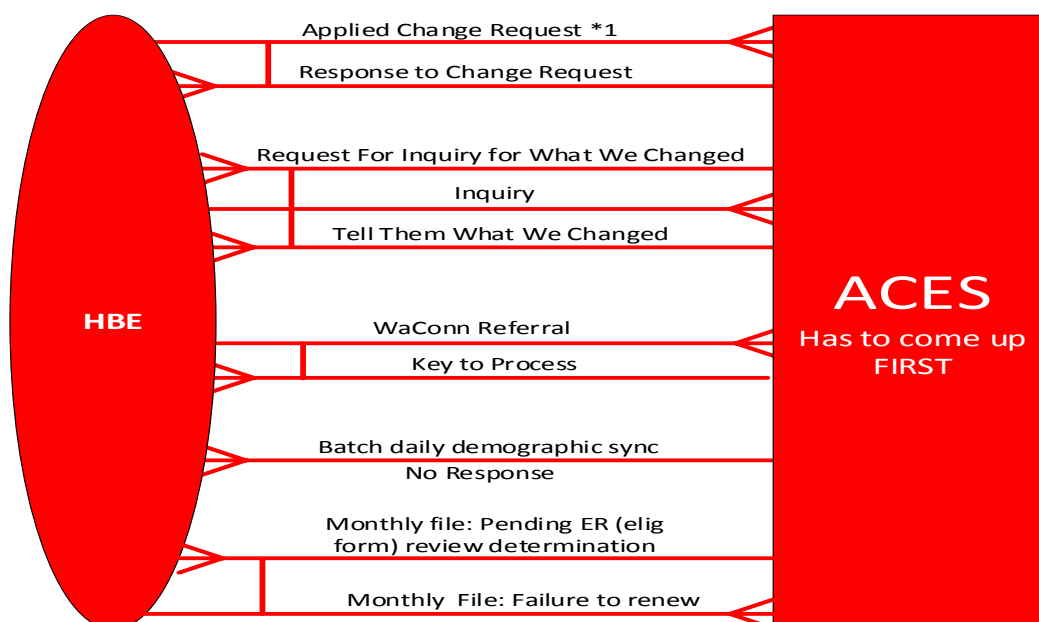 Applied Change Request *1
Response to Change Request
Request For Inquiry for What We Changed
Inquiry
Tell Them What We Changed
HBE
ACES
Has to come up
FIRST
WaConn Referral
Key to Process
Batch daily demographic sync
No Response
Monthly file: Pending ER (elig
form) review determination
Monthly File: Failure to renew